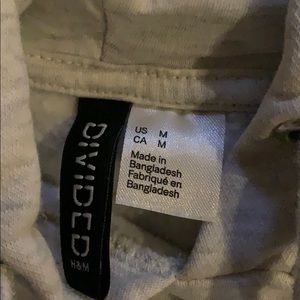 DIVIDED
H&M
US M
CA M
Made in
Bangladesh
Fabriqué en
Bangladesh